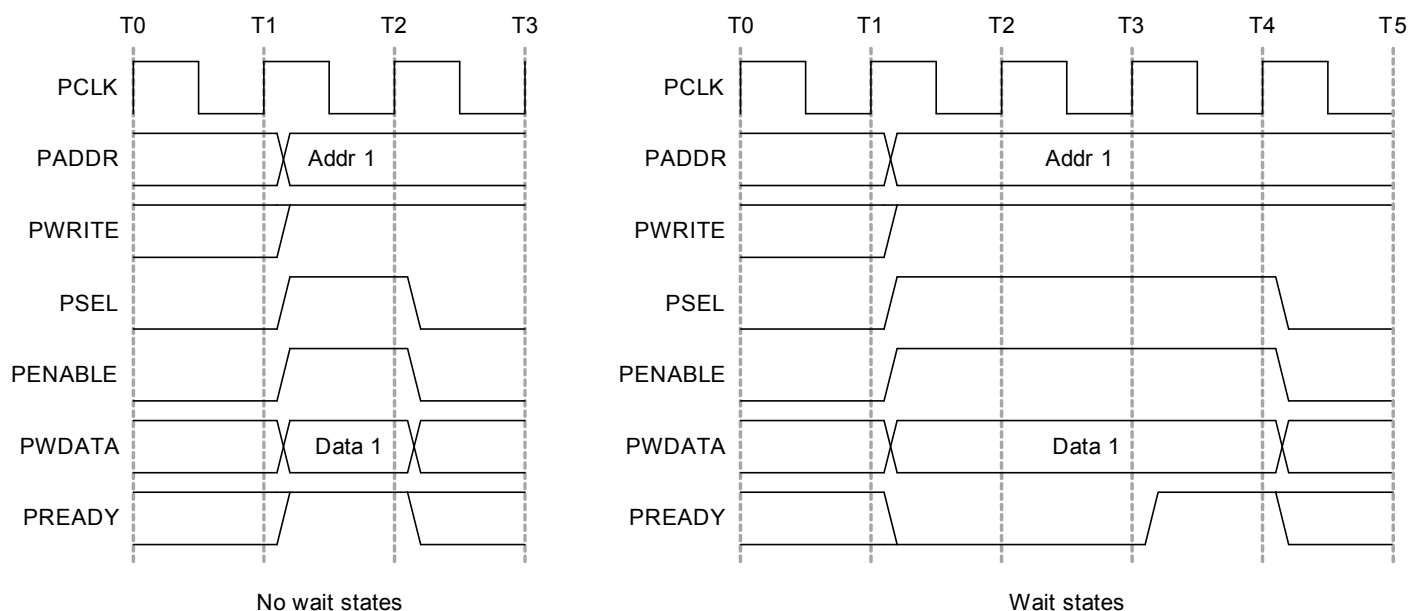 T0 T1 T2 T3 T0 T1 T2 T3 T4 T5
PCLK PCLK
PADDR Addr 1 PADDR Addr 1
PWRITE PWRITE
PSEL PSEL
PENABLE PENABLE
PWDATA Data 1 PWDATA Data 1
PREADY PREADY
No wait states Wait states